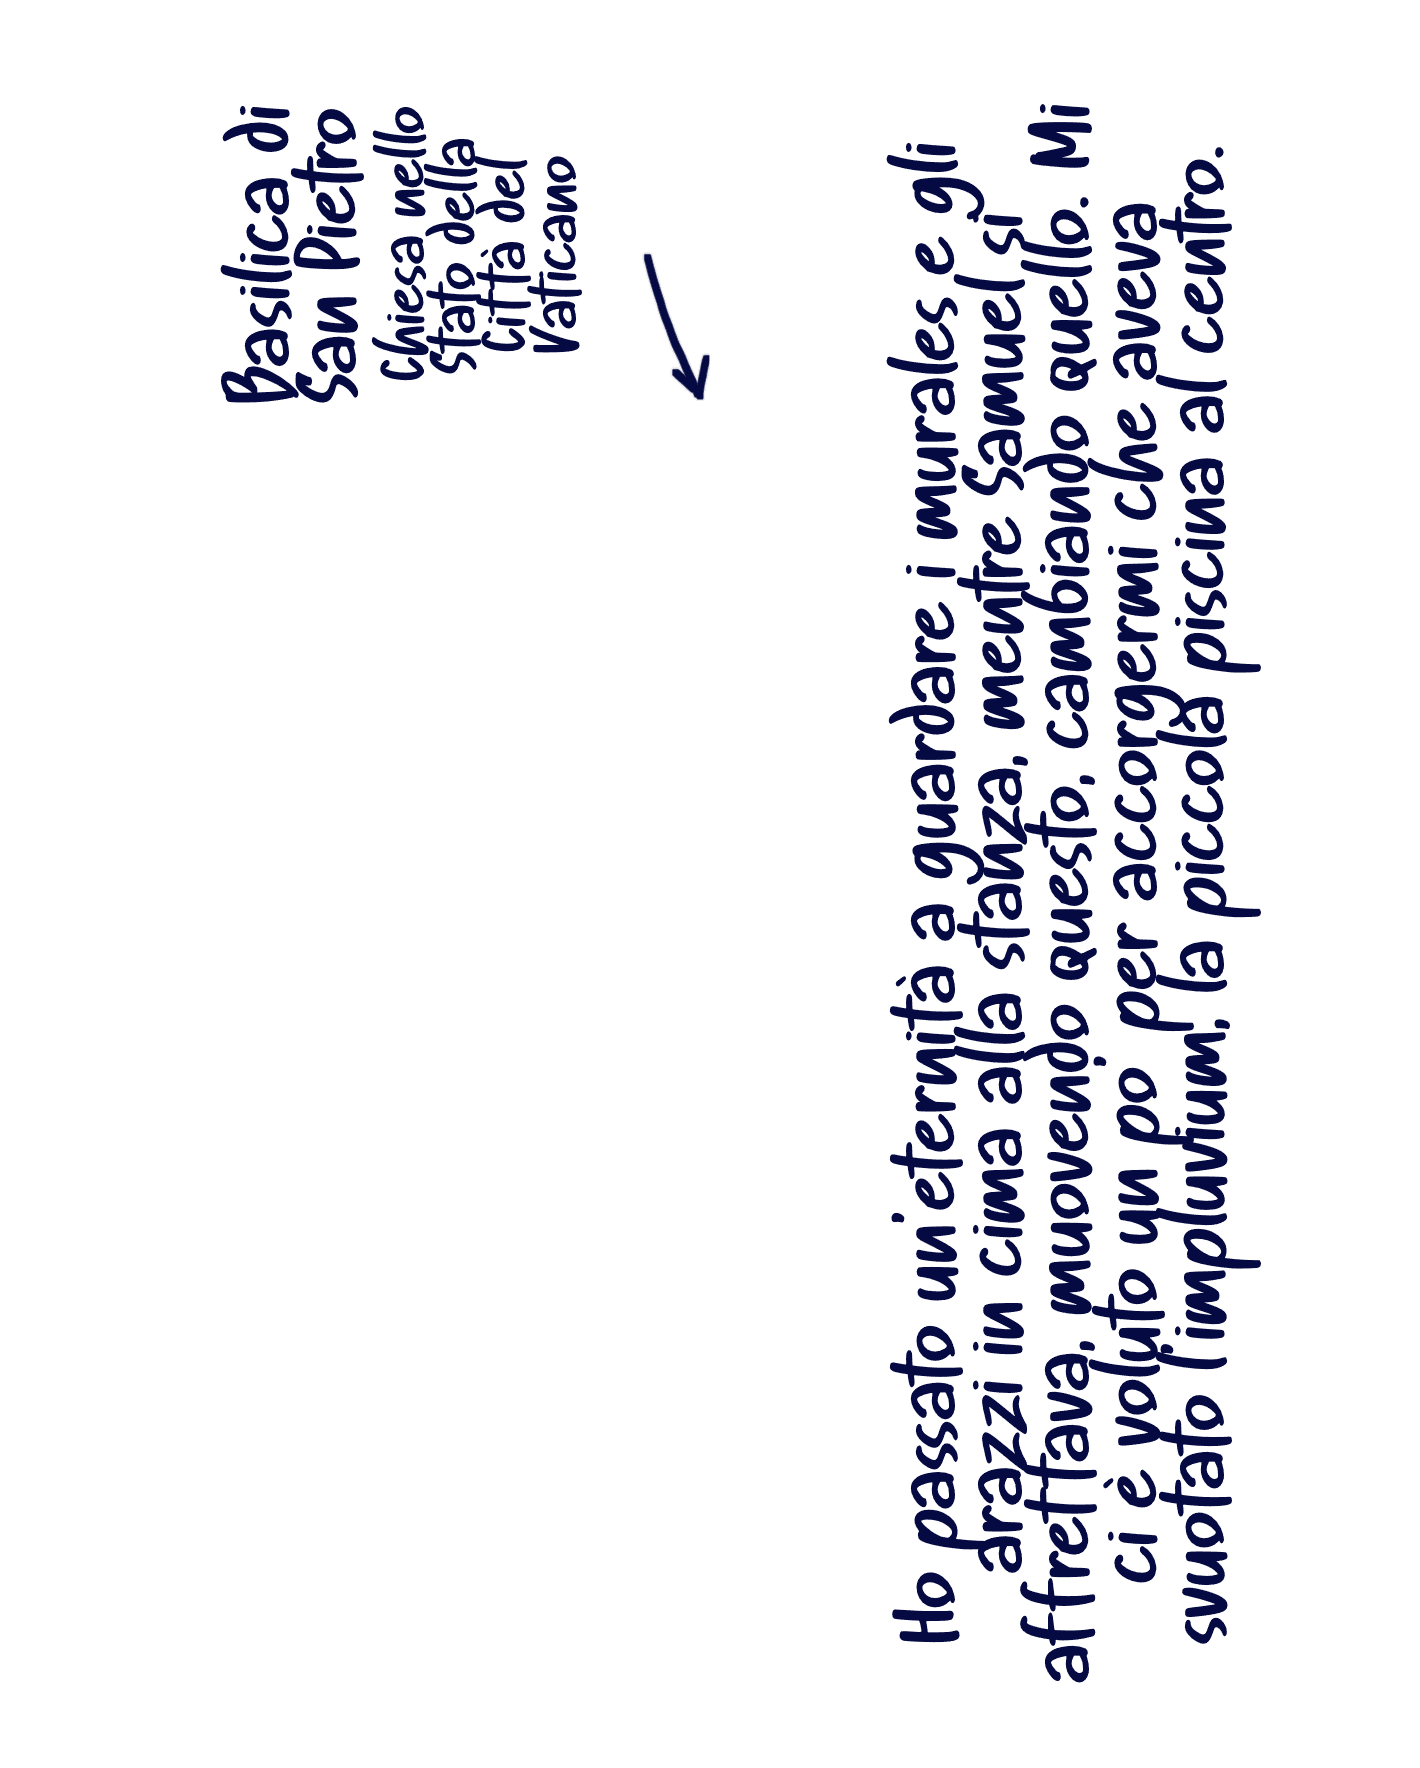 Basilica di
San Pietro
Chiesa nello
Stato della
Città del
Vaticano
Ho passato un'eternità a guardare i murales e gli
arazzi in cima alla stanza, mentre Samuel si
affrettava, muovendo questo, cambiando quello. Mi
ci è voluto un po' per accorgermi che aveva
svuotato l'impluvium, la piccola piscina al centro.